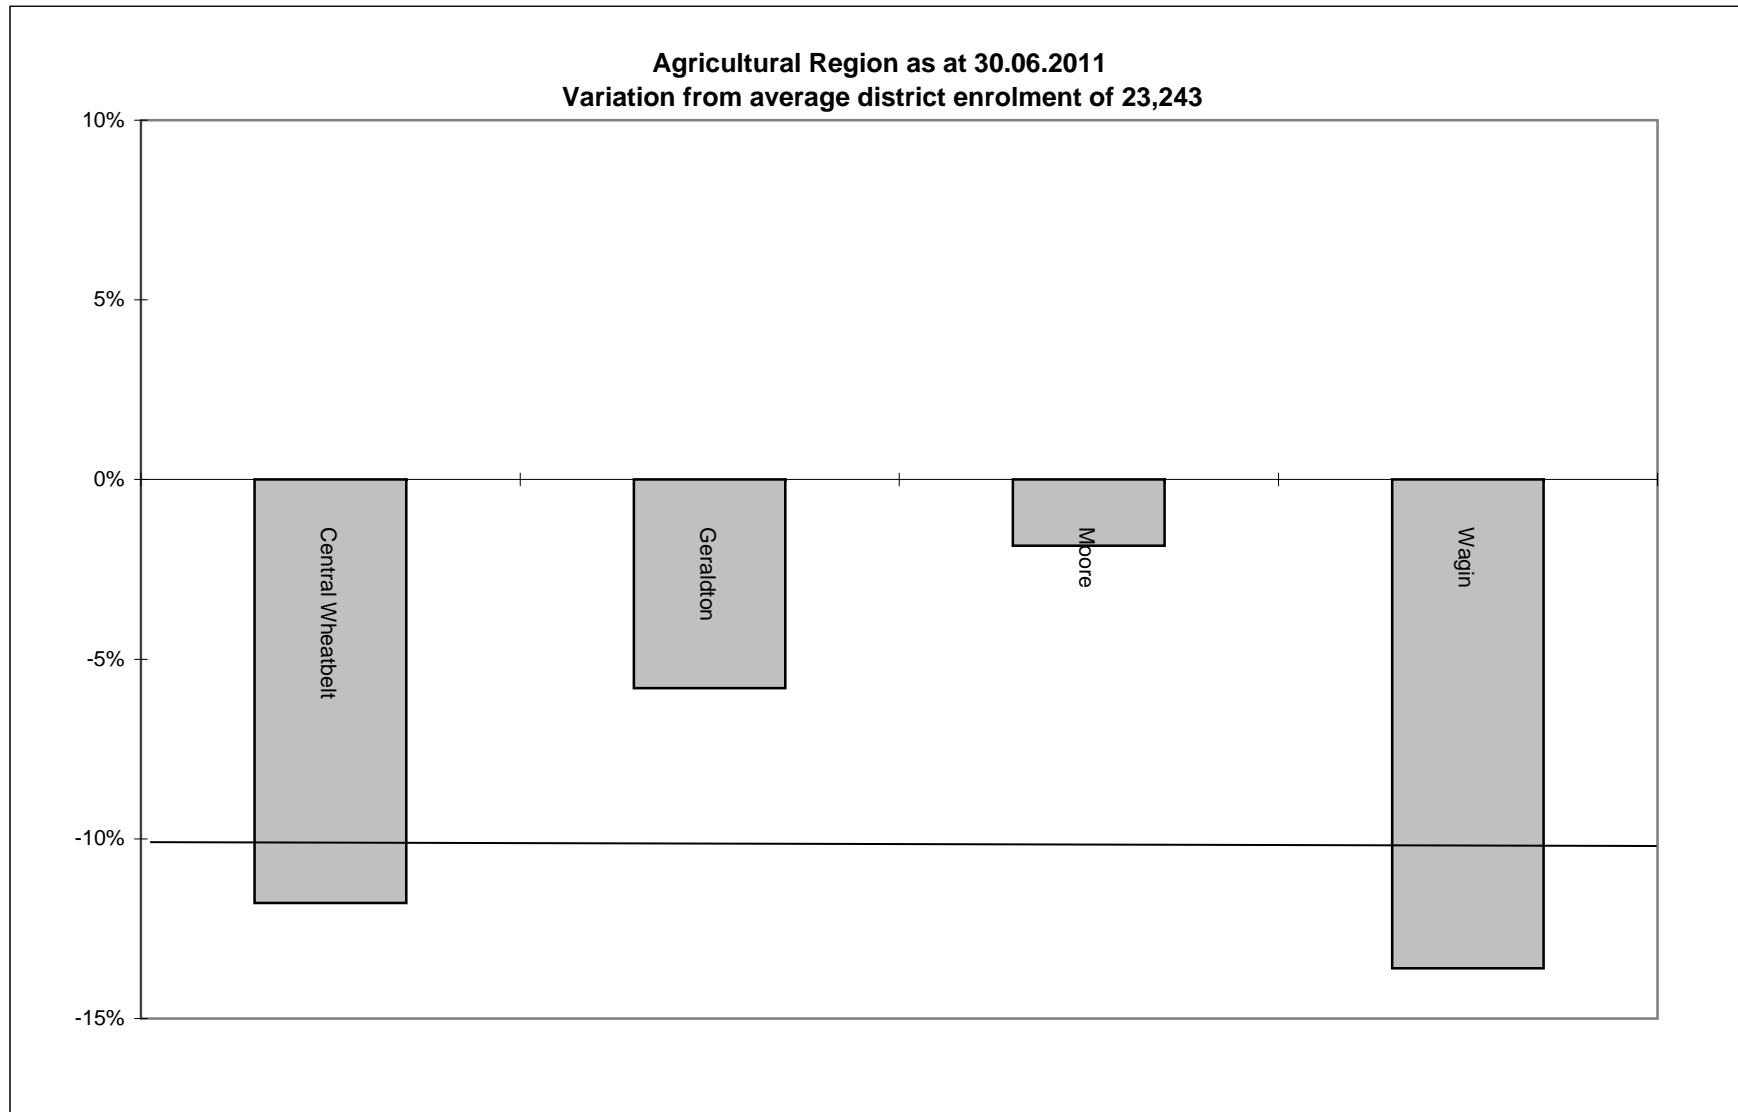 Agricultural Region as at 30.06.2011
Variation from average district enrolment of 23,243
10%
5%
0%
-5%
-10%
-15%
Central Wheatbelt
Geraldton
Moore
Wagin